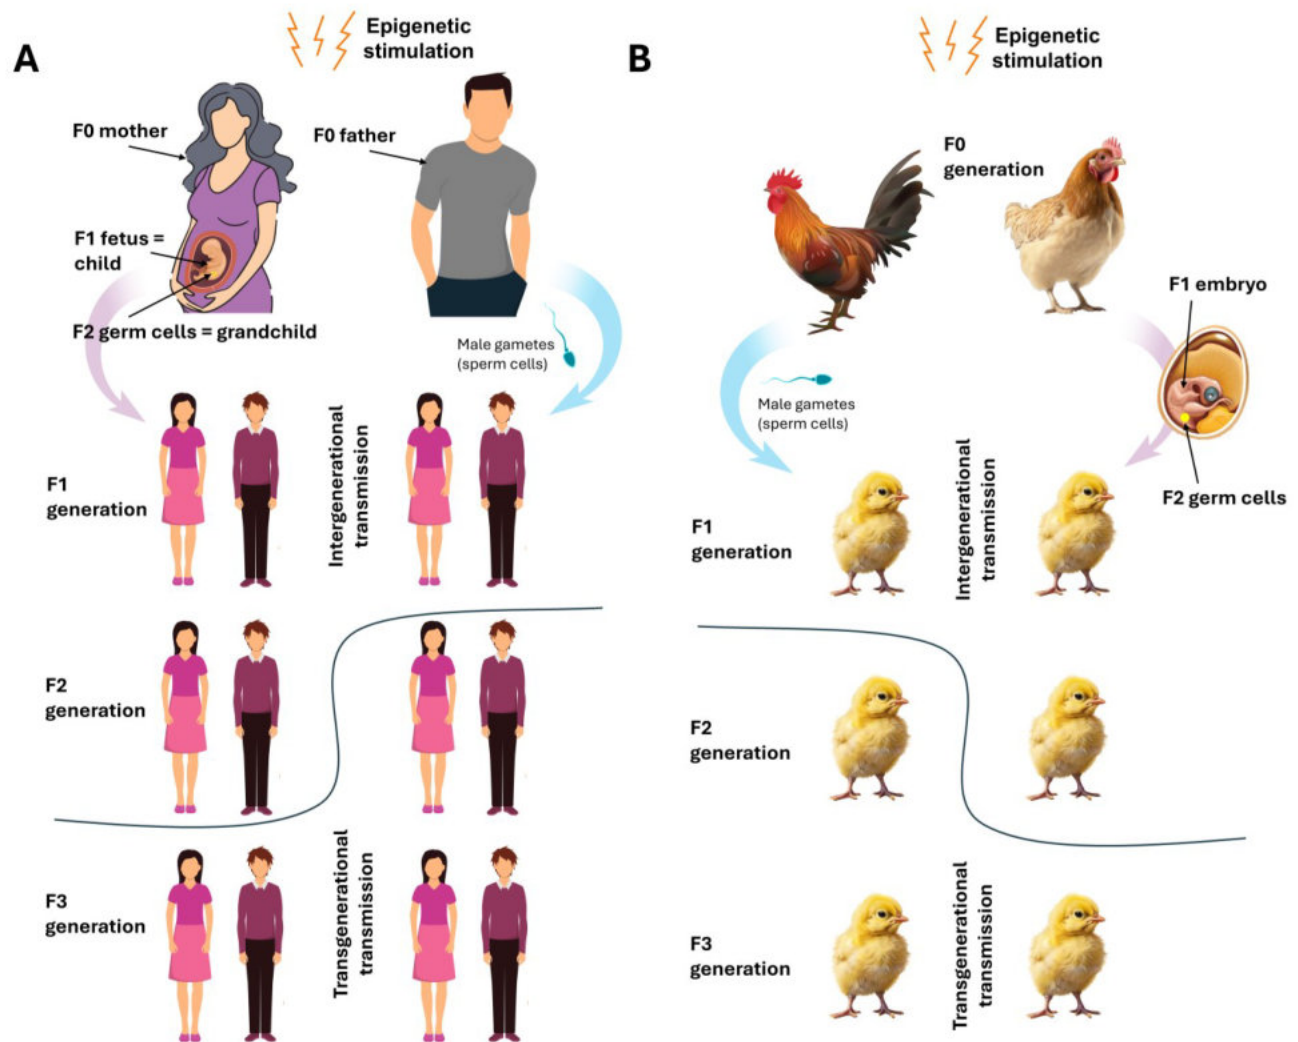 A
Epigenetic
stimulation
F0 mother
F0 father
F1 fetus =
child
F2 germ cells = grandchild
Male gametes
(sperm cells)
F1
generation
Intergenerational
transmission
F2
generation
F3
generation
Transgenerational
transmission
B
Epigenetic
stimulation
F0
generation
F1 embryo
Male gametes
(sperm cells)
F2 germ cells
F1
generation
Intergenerational
transmission
F2
generation
F3
generation
Transgenerational
transmission